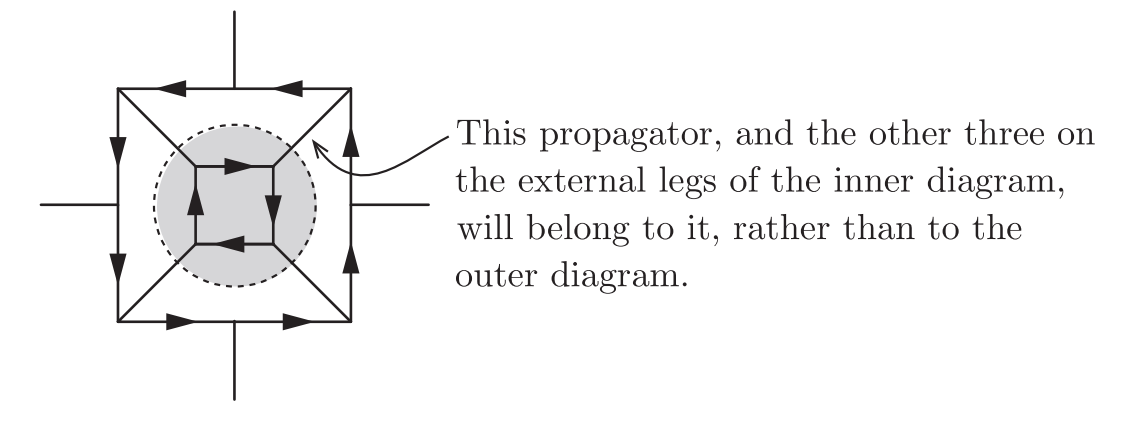 This propagator, and the other three on
the external legs of the inner diagram,
will belong to it, rather than to the
outer diagram.